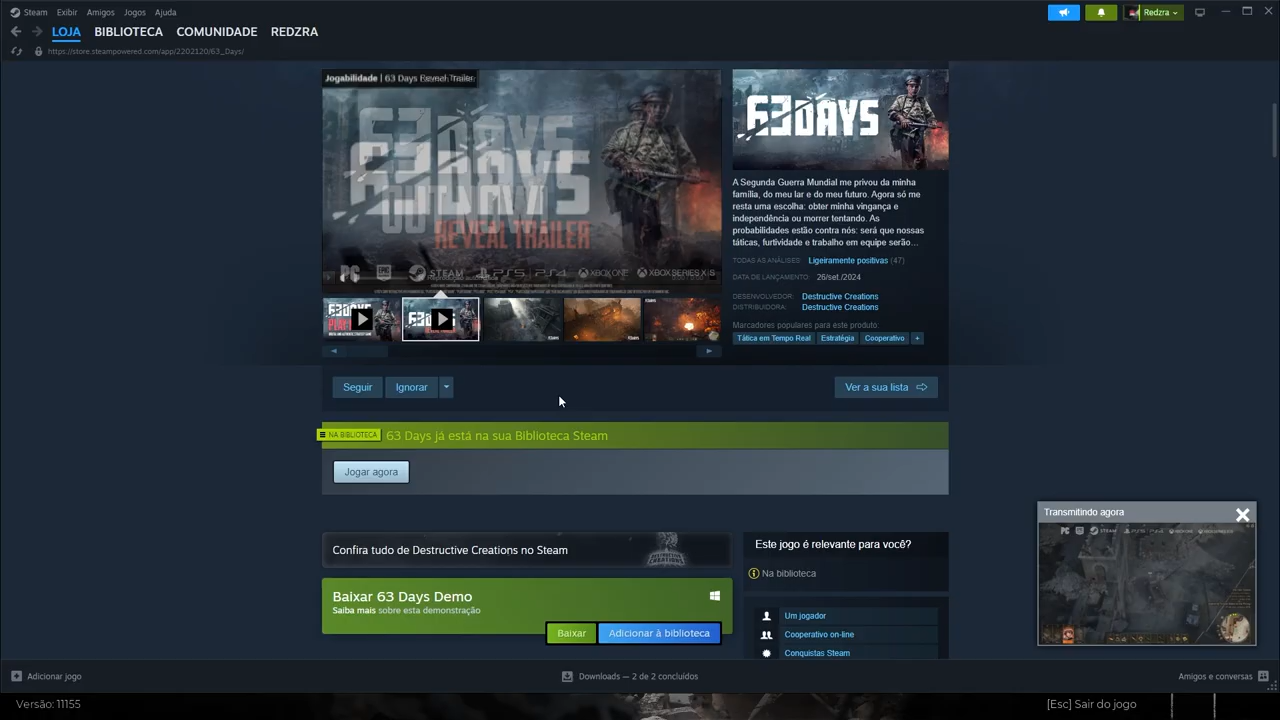 Steam Exibir Amigos Jogos Ajuda
Redzra
LOJA BIBLIOTECA COMUNIDADE REDZRA
https://store.steampowered.com/app/2202120/63_Days/
Jogabilidade | 63 Days Reveal Trailer
63 DAYS
REVEAL TRAILER
PC EPIC STEAM PS5 PS4 XBOX ONE XBOX SERIES X|S
63 DAYS
A Segunda Guerra Mundial me privou da minha
família, do meu lar e do meu futuro. Agora só me
resta uma escolha: obter minha vingança e
independência ou morrer tentando. As
probabilidades estão contra nós: será que nossas
táticas, furtividade e trabalho em equipe serão...
TODAS AS ANÁLISES: Ligeiramente positivas (47)
DATA DE LANÇAMENTO: 26/set./2024
DESENVOLVEDOR: Destructive Creations
DISTRIBUIDORA: Destructive Creations
Marcadores populares para este produto:
Tática em Tempo Real Estratégia Cooperativo +
Seguir Ignorar
Ver a sua lista
NA BIBLIOTECA 63 Days já está na sua Biblioteca Steam
Jogar agora
Confira tudo de Destructive Creations no Steam
Baixar 63 Days Demo
Saiba mais sobre esta demonstração
Baixar Adicionar à biblioteca
Este jogo é relevante para você?
Na biblioteca
Um jogador
Cooperativo on-line
Conquistas Steam
Transmitindo agora
Adicionar jogo
Downloads — 2 de 2 concluídos
Amigos e conversas
Versão: 11155
[Esc] Sair do jogo